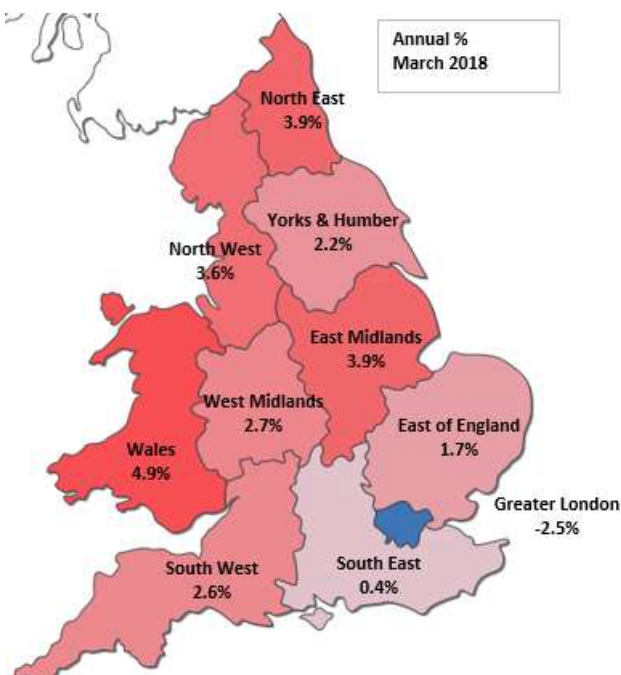 Annual %
March 2018
North East
3.9%
Yorks & Humber
2.2%
North West
3.6%
East Midlands
3.9%
West Midlands
2.7%
East of England
1.7%
Wales
4.9%
Greater London
-2.5%
South East
0.4%
South West
2.6%